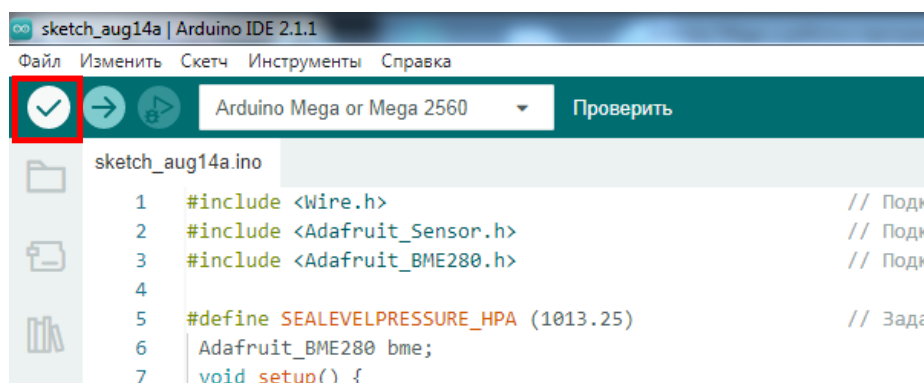 sketch_aug14a | Arduino IDE 2.1.1
Файл Изменить Скетч Инструменты Справка
Arduino Mega or Mega 2560 Проверить
sketch_aug14a.ino
1 #include <Wire.h> //
2 #include <Adafruit_Sensor.h> //
3 #include <Adafruit_BME280.h> //
4
5 #define SEALEVELPRESSURE_HPA (1013.25) //
6 Adafruit_BME280 bme;
7 void setup() {